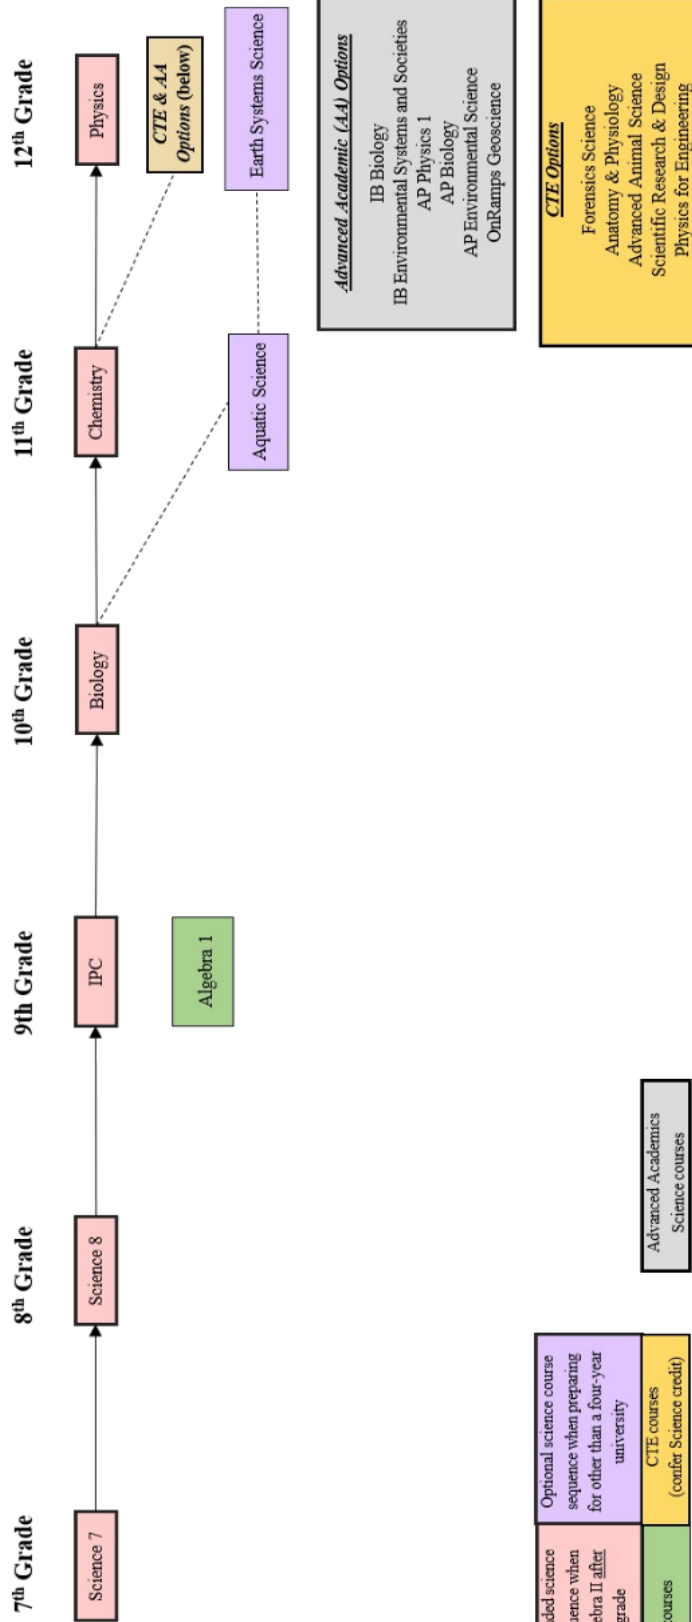 7th Grade
8th Grade
9th Grade
10th Grade
11th Grade
12th Grade
Science 7
Science 8
IPC
Biology
Chemistry
Physics
Algebra 1
CTE & AA
Options (below)
Aquatic Science
Earth Systems Science
Advanced Academic (AA) Options
IB Biology
IB Environmental Systems and Societies
AP Physics 1
AP Biology
AP Environmental Science
OnRamps Geoscience
CTE Options
Forensics Science
Anatomy & Physiology
Advanced Animal Science
Scientific Research & Design
Physics for Engineering
science
when
II after
grade
Optional science course
sequence when preparing
for other than a four-year
university
CTE courses
(confer Science credit)
Advanced Academics
Science courses